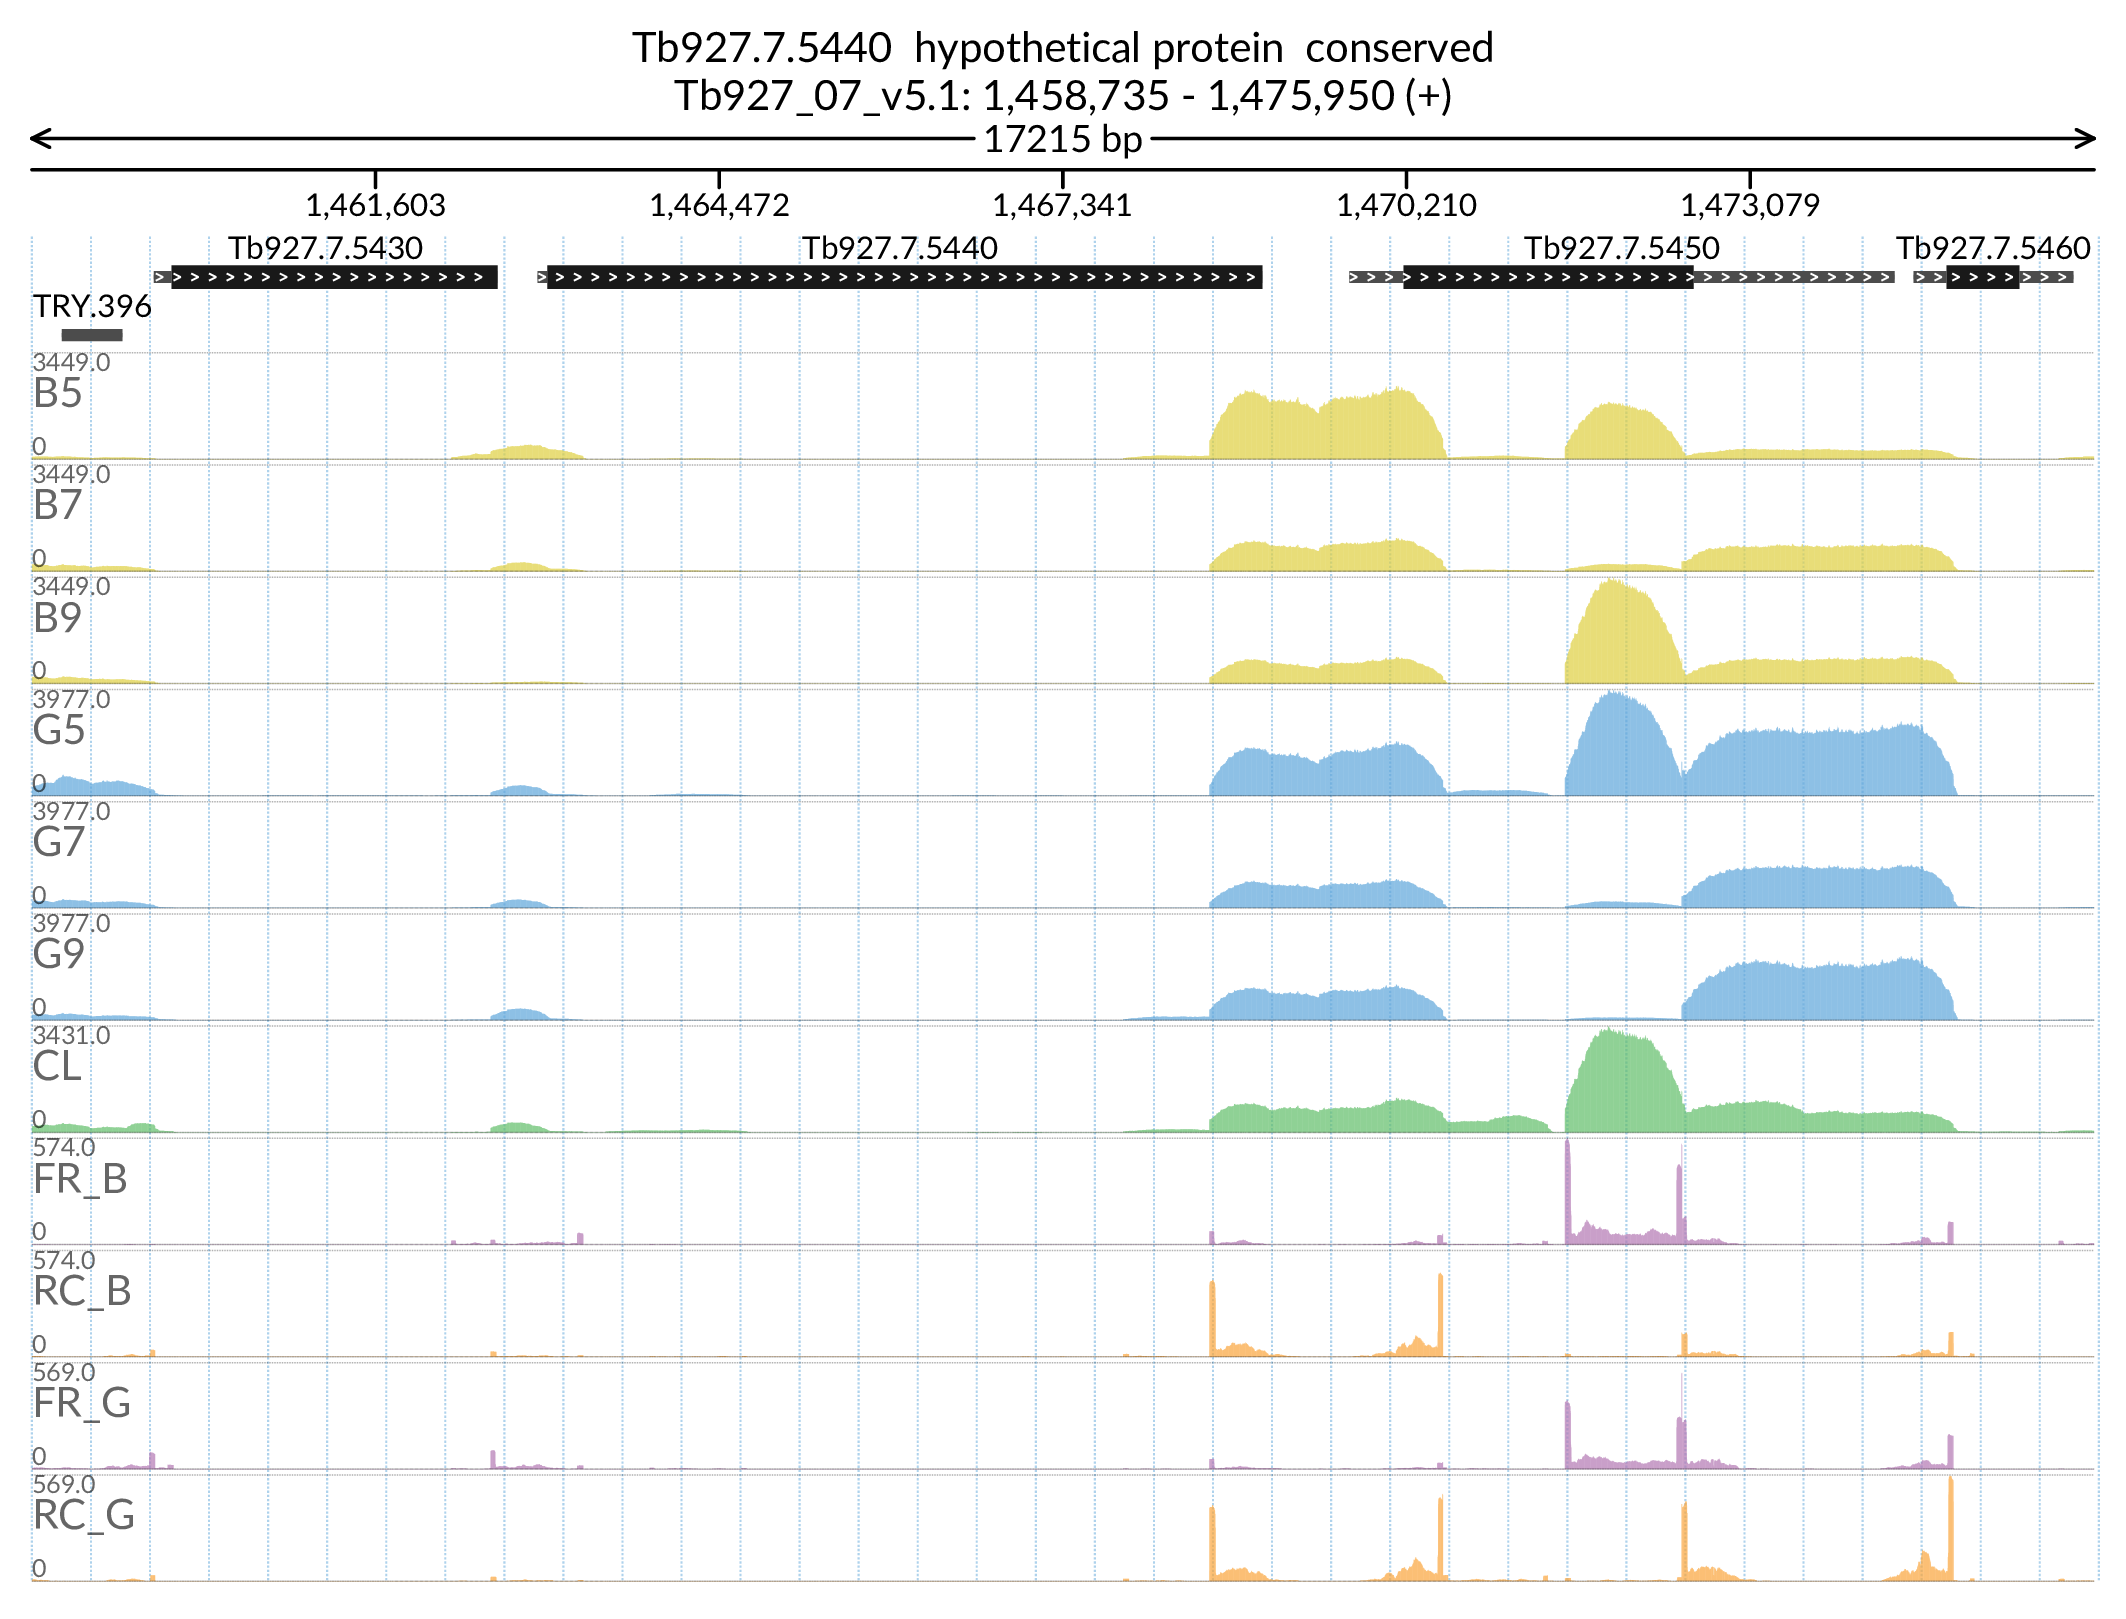 Tb927.7.5440 hypothetical protein conserved
Tb927_07_v5.1: 1,458,735 - 1,475,950 (+)
17215 bp
1,461,603 1,464,472 1,467,341 1,470,210 1,473,079
Tb927.7.5430 Tb927.7.5440 Tb927.7.5450 Tb927.7.5460
TRY.396
3449.0
B5
0
3449.0
B7
0
3449.0
B9
0
3977.0
G5
0
3977.0
G7
0
3977.0
G9
0
3431.0
CL
0
574.0
FR_B
0
574.0
RC_B
0
569.0
FR_G
0
569.0
RC_G
0